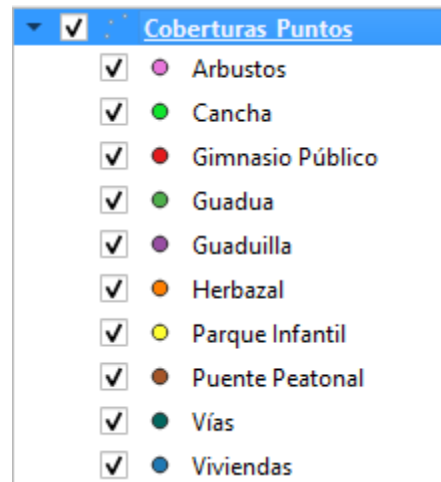 Coberturas Puntos
Arbustos
Cancha
Gimnasio Público
Guadua
Guaduilla
Herbazal
Parque Infantil
Puente Peatonal
Vías
Viviendas